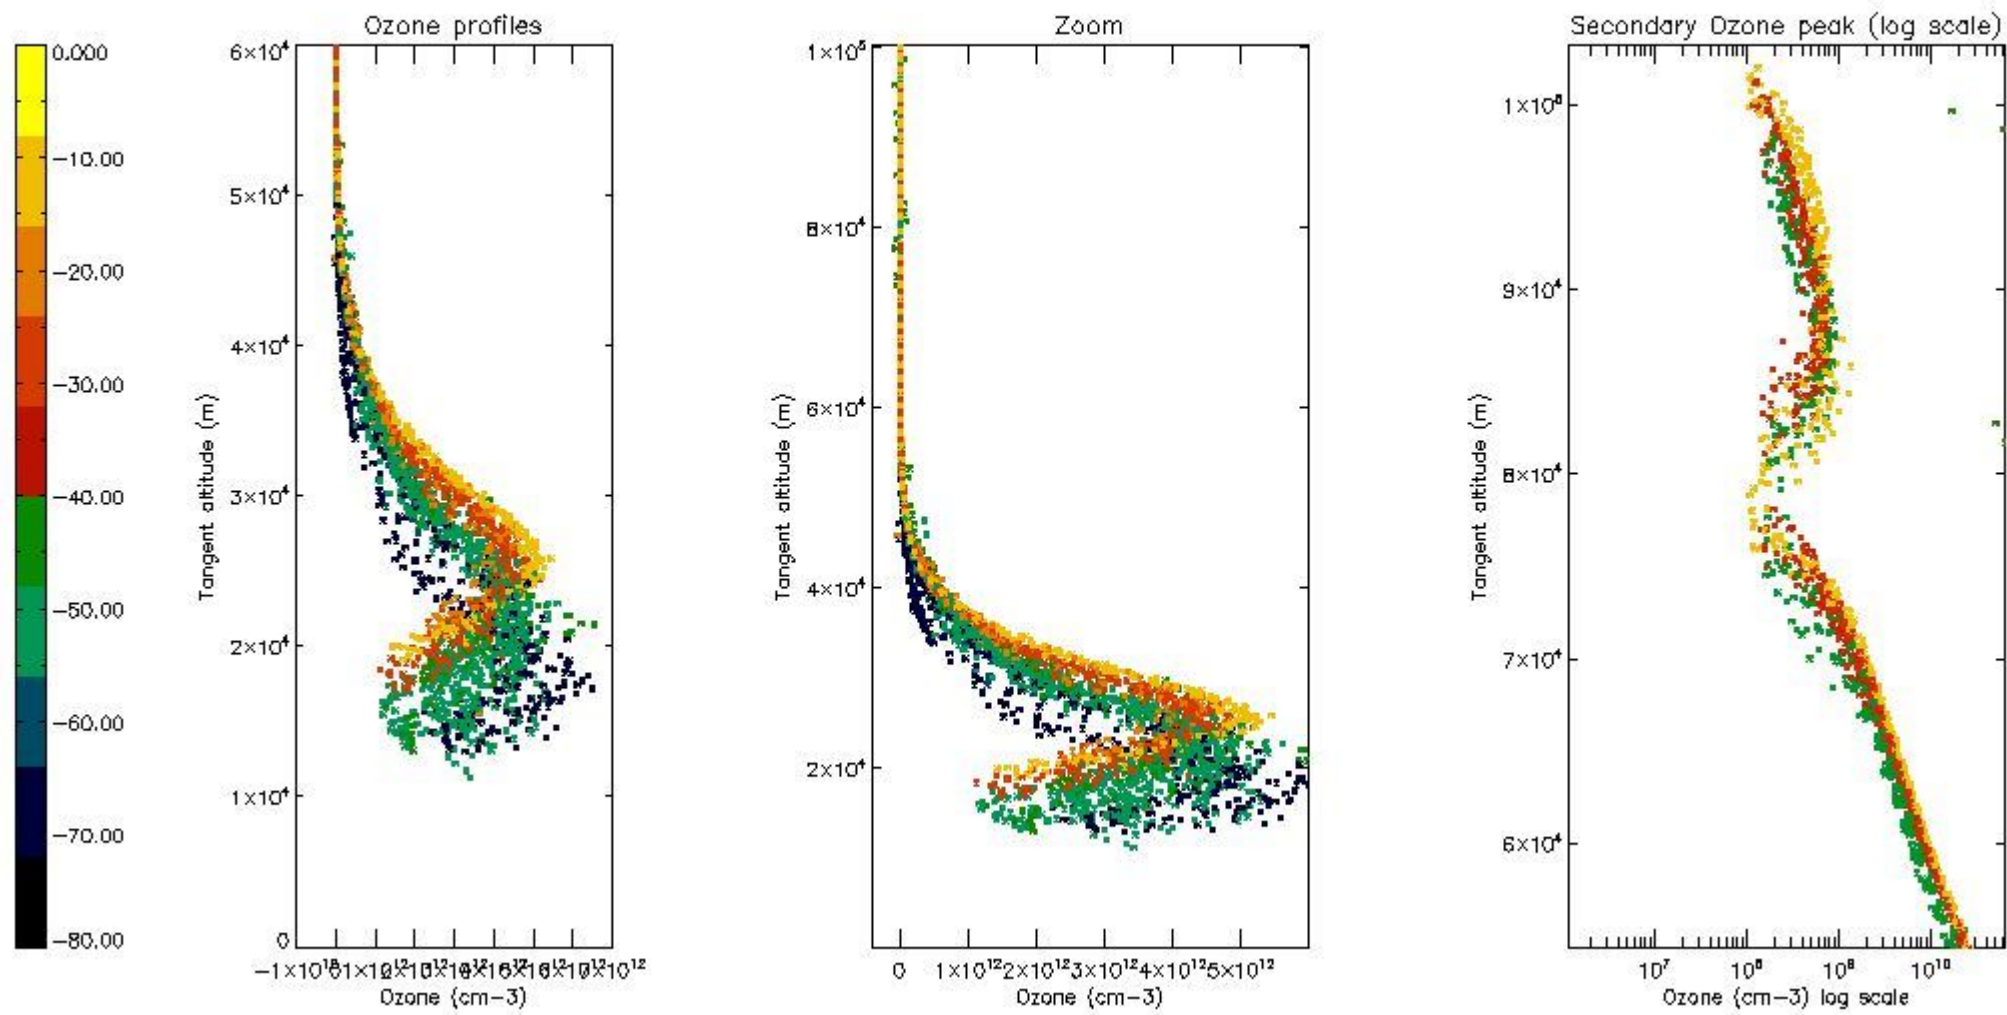 Ozone profiles
Zoom
Secondary Ozone peak (log scale)
0.000
−10.00
−20.00
−30.00
−40.00
−50.00
−60.00
−70.00
−80.00
6×10⁴
5×10⁴
4×10⁴
3×10⁴
2×10⁴
1×10⁴
0
Tangent altitude (m)
Ozone (cm−3)
1×10⁵
8×10⁴
6×10⁴
4×10⁴
2×10⁴
Tangent altitude (m)
0 1×10¹² 2×10¹² 3×10¹² 4×10¹² 5×10¹²
Ozone (cm−3)
9×10⁴
8×10⁴
7×10⁴
6×10⁴
Tangent altitude (m)
10⁷ 10⁸ 10⁹ 10¹⁰
Ozone (cm−3) log scale